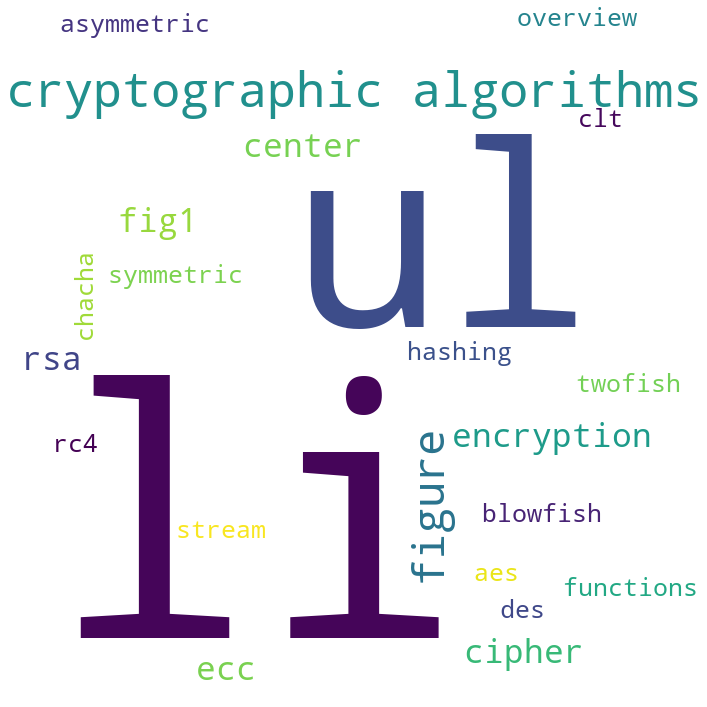 asymmetric
overview
cryptographic algorithms
clt
center
ul
fig1
symmetric
chacha
hashing
rsa
twofish
li
rc4
encryption
figure
blowfish
stream
aes
functions
des
cipher
ecc